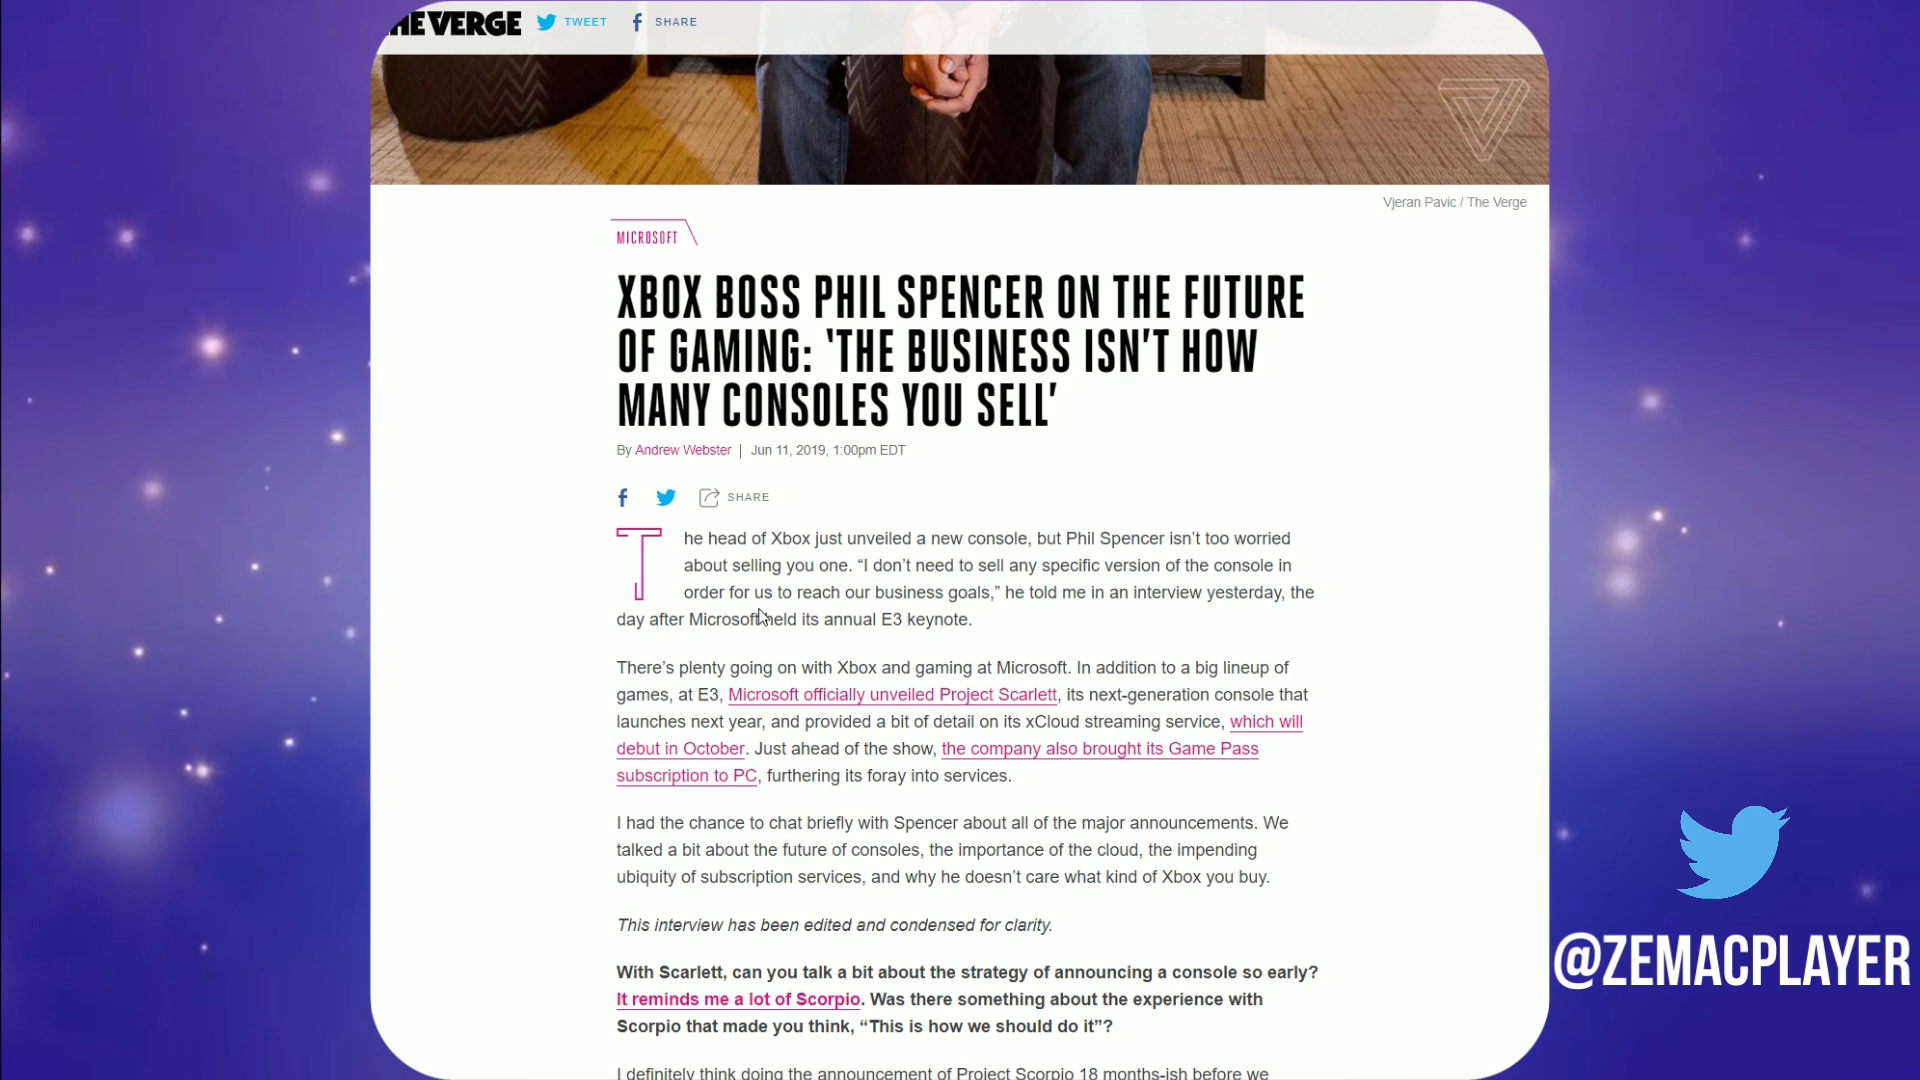 THE VERGE TWEET SHARE
Vjeran Pavic / The Verge
MICROSOFT
XBOX BOSS PHIL SPENCER ON THE FUTURE
OF GAMING: ‘THE BUSINESS ISN’T HOW
MANY CONSOLES YOU SELL’
By Andrew Webster | Jun 11, 2019, 1:00pm EDT
SHARE
The head of Xbox just unveiled a new console, but Phil Spencer isn’t too worried
about selling you one. “I don’t need to sell any specific version of the console in
order for us to reach our business goals,” he told me in an interview yesterday, the
day after Microsoft held its annual E3 keynote.
There’s plenty going on with Xbox and gaming at Microsoft. In addition to a big lineup of
games, at E3, Microsoft officially unveiled Project Scarlett, its next-generation console that
launches next year, and provided a bit of detail on its xCloud streaming service, which will
debut in October. Just ahead of the show, the company also brought its Game Pass
subscription to PC, furthering its foray into services.
I had the chance to chat briefly with Spencer about all of the major announcements. We
talked a bit about the future of consoles, the importance of the cloud, the impending
ubiquity of subscription services, and why he doesn’t care what kind of Xbox you buy.
This interview has been edited and condensed for clarity.
With Scarlett, can you talk a bit about the strategy of announcing a console so early?
It reminds me a lot of Scorpio. Was there something about the experience with
Scorpio that made you think, “This is how we should do it”?
I definitely think doing the announcement of Project Scorpio 18 months-ish before we
@ZEMACPLAYER